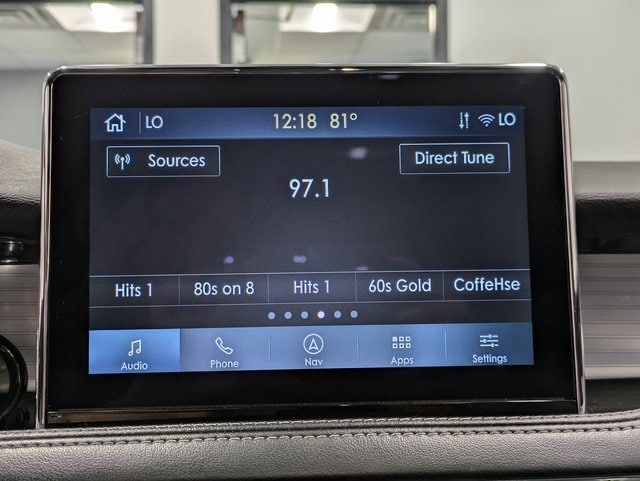 LO 12:18 81° LO
Sources Direct Tune
97.1
Hits 1 80s on 8 Hits 1 60s Gold CoffeHse
Audio Phone Nav Apps Settings